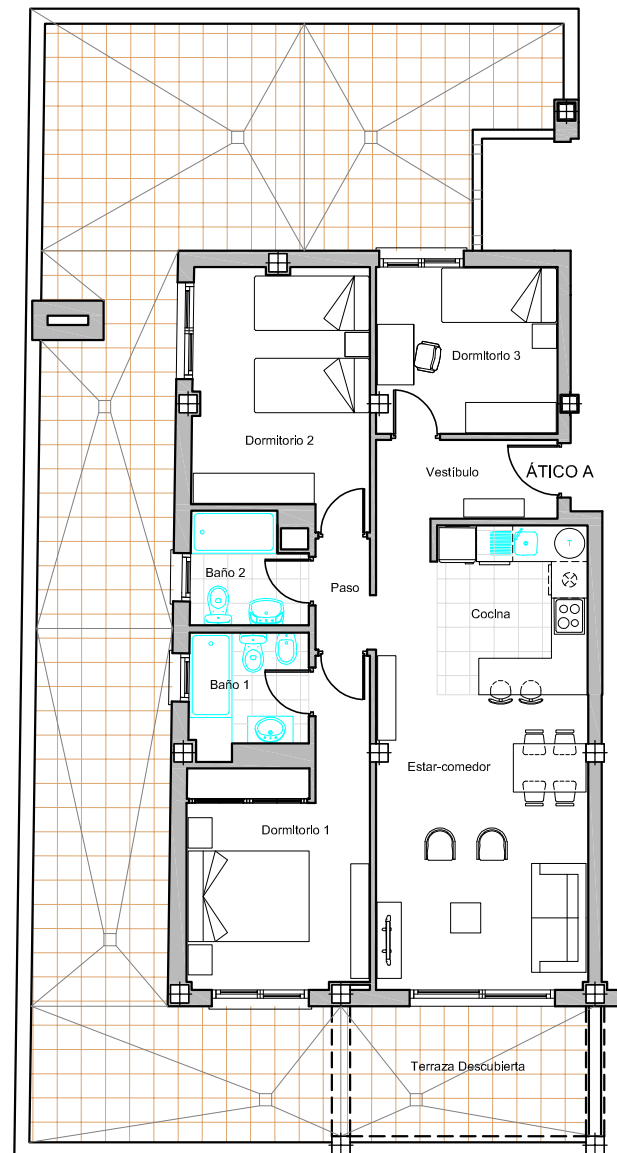 Dormitorio 3
Dormitorio 2
Vestíbulo
ÁTICO A
Baño 2
Paso
Cocina
Baño 1
Estar-comedor
Dormitorio 1
Terraza Descubierta
T